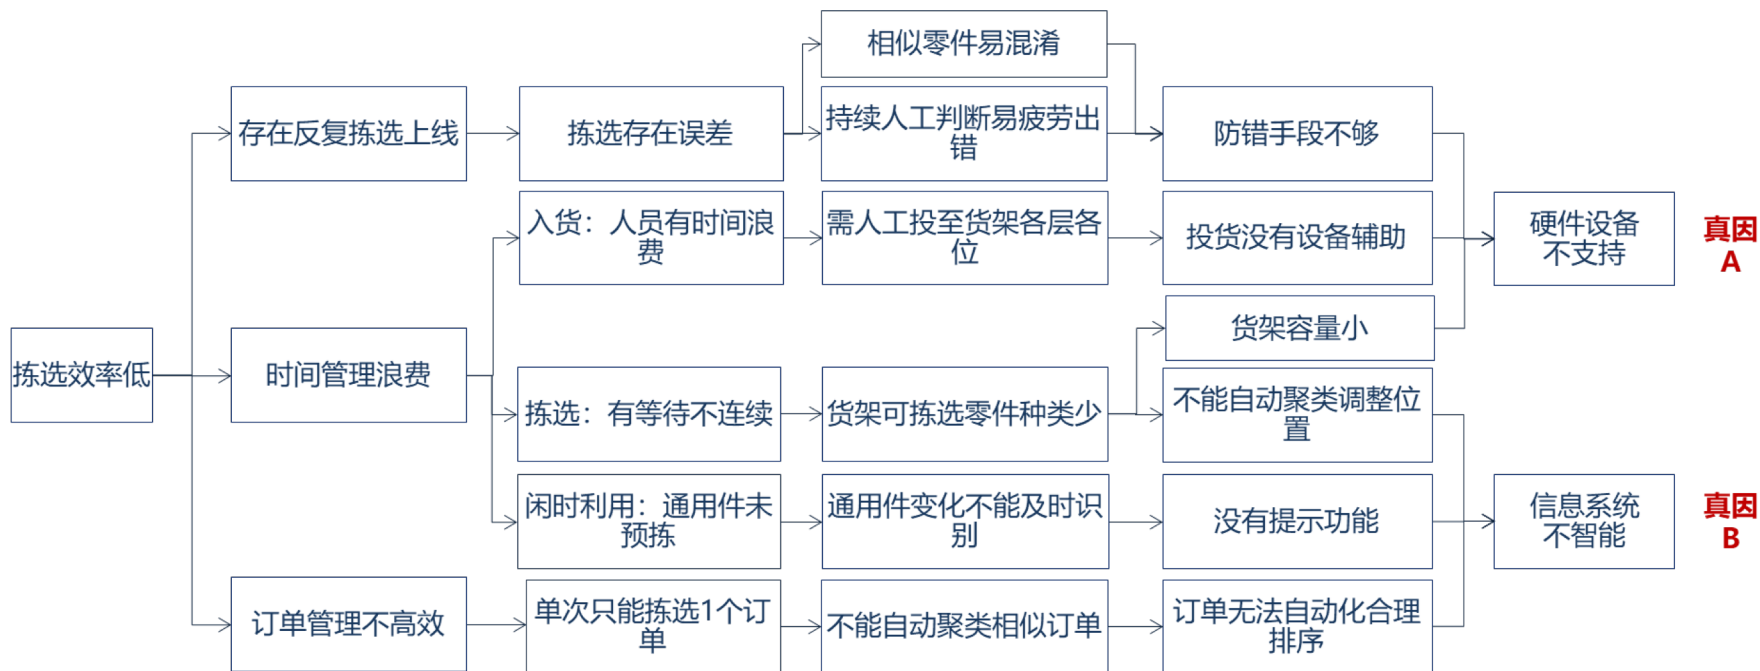 相似零件易混淆
存在反复拣选上线
拣选存在误差
持续人工判断易疲劳出
错
防错手段不够
入货：人员有时间浪
费
需人工投至货架各层各
位
投货没有设备辅助
硬件设备
不支持
真因
A
货架容量小
拣选效率低
时间管理浪费
拣选：有等待不连续
货架可拣选零件种类少
不能自动聚类调整位
置
闲时利用：通用件未
预拣
通用件变化不能及时识
别
没有提示功能
信息系统
不智能
真因
B
订单管理不高效
单次只能拣选1个订
单
不能自动聚类相似订单
订单无法自动化合理
排序